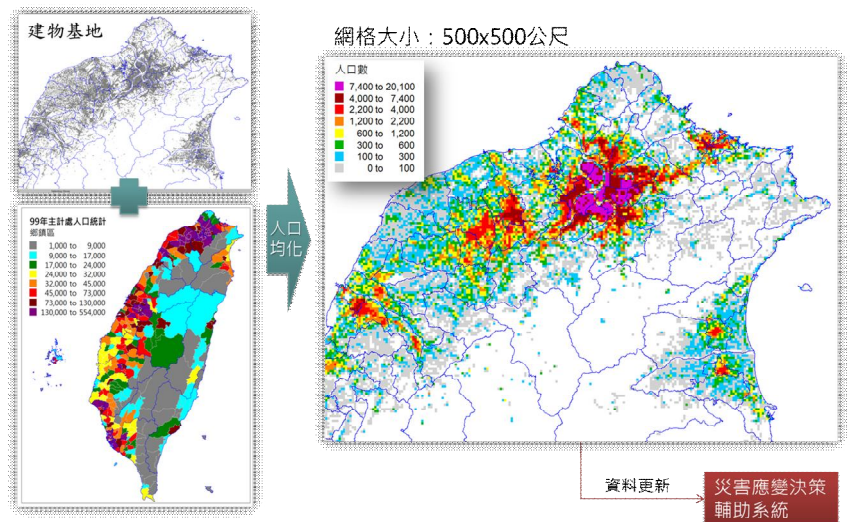 建物基地
99年主計處人口統計
鄉鎮區
1,000 to 9,000
9,000 to 17,000
17,000 to 24,000
24,000 to 32,000
32,000 to 45,000
45,000 to 73,000
73,000 to 130,000
130,000 to 554,000
人口
均化
網格大小：500x500公尺
人口數
7,400 to 20,100
4,000 to 7,400
2,200 to 4,000
1,200 to 2,200
600 to 1,200
300 to 600
100 to 300
0 to 100
資料更新
災害應變決策
輔助系統